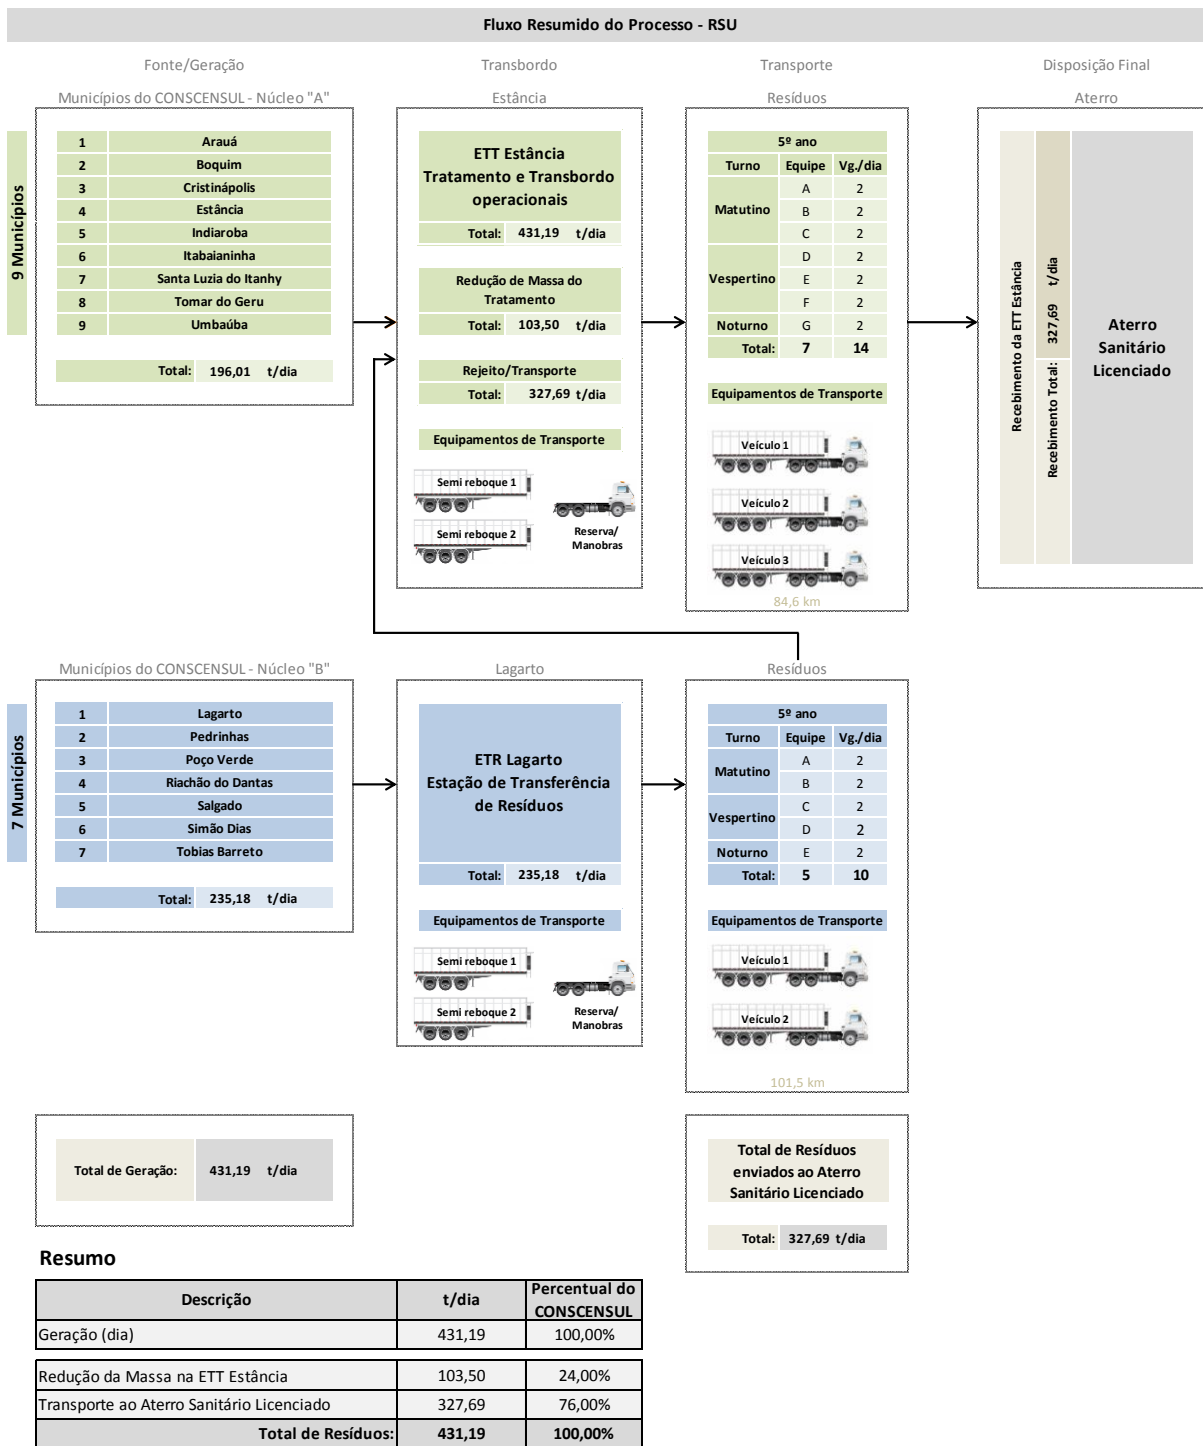 Fluxo Resumido do Processo - RSU
Fonte/Geração
Transbordo
Transporte
Disposição Final
Municípios do CONSCENSUL - Núcleo "A"
Estância
Resíduos
Aterro
9 Municípios
1 Arauá
2 Boquim
3 Cristinápolis
4 Estância
5 Indiaroba
6 Itabaianinha
7 Santa Luzia do Itanhy
8 Tomar do Geru
9 Umbaúba
Total: 196,01 t/dia
ETT Estância
Tratamento e Transbordo
operacionais
Total: 431,19 t/dia
Redução de Massa do
Tratamento
Total: 103,50 t/dia
Rejeito/Transporte
Total: 327,69 t/dia
Equipamentos de Transporte
Semi reboque 1
Semi reboque 2
Reserva/
Manobras
5º ano
Turno Equipe Vg./dia
Matutino
A 2
B 2
C 2
Vespertino
D 2
E 2
F 2
Noturno G 2
Total: 7 14
Equipamentos de Transporte
Veículo 1
Veículo 2
Veículo 3
84,6 km
Recebimento da ETT Estância
Recebimento Total: 327,69 t/dia
Aterro
Sanitário
Licenciado
Municípios do CONSCENSUL - Núcleo "B"
Lagarto
Resíduos
7 Municípios
1 Lagarto
2 Pedrinhas
3 Poço Verde
4 Riachão do Dantas
5 Salgado
6 Simão Dias
7 Tobias Barreto
Total: 235,18 t/dia
ETR Lagarto
Estação de Transferência
de Resíduos
Total: 235,18 t/dia
Equipamentos de Transporte
Semi reboque 1
Semi reboque 2
Reserva/
Manobras
5º ano
Turno Equipe Vg./dia
Matutino
A 2
B 2
Vespertino
C 2
D 2
Noturno E 2
Total: 5 10
Equipamentos de Transporte
Veículo 1
Veículo 2
101,5 km
Total de Geração: 431,19 t/dia
Total de Resíduos
enviados ao Aterro
Sanitário Licenciado
Total: 327,69 t/dia
Resumo
Descrição t/dia Percentual do
CONSCENSUL
Geração (dia) 431,19 100,00%
Redução da Massa na ETT Estância 103,50 24,00%
Transporte ao Aterro Sanitário Licenciado 327,69 76,00%
Total de Resíduos: 431,19 100,00%